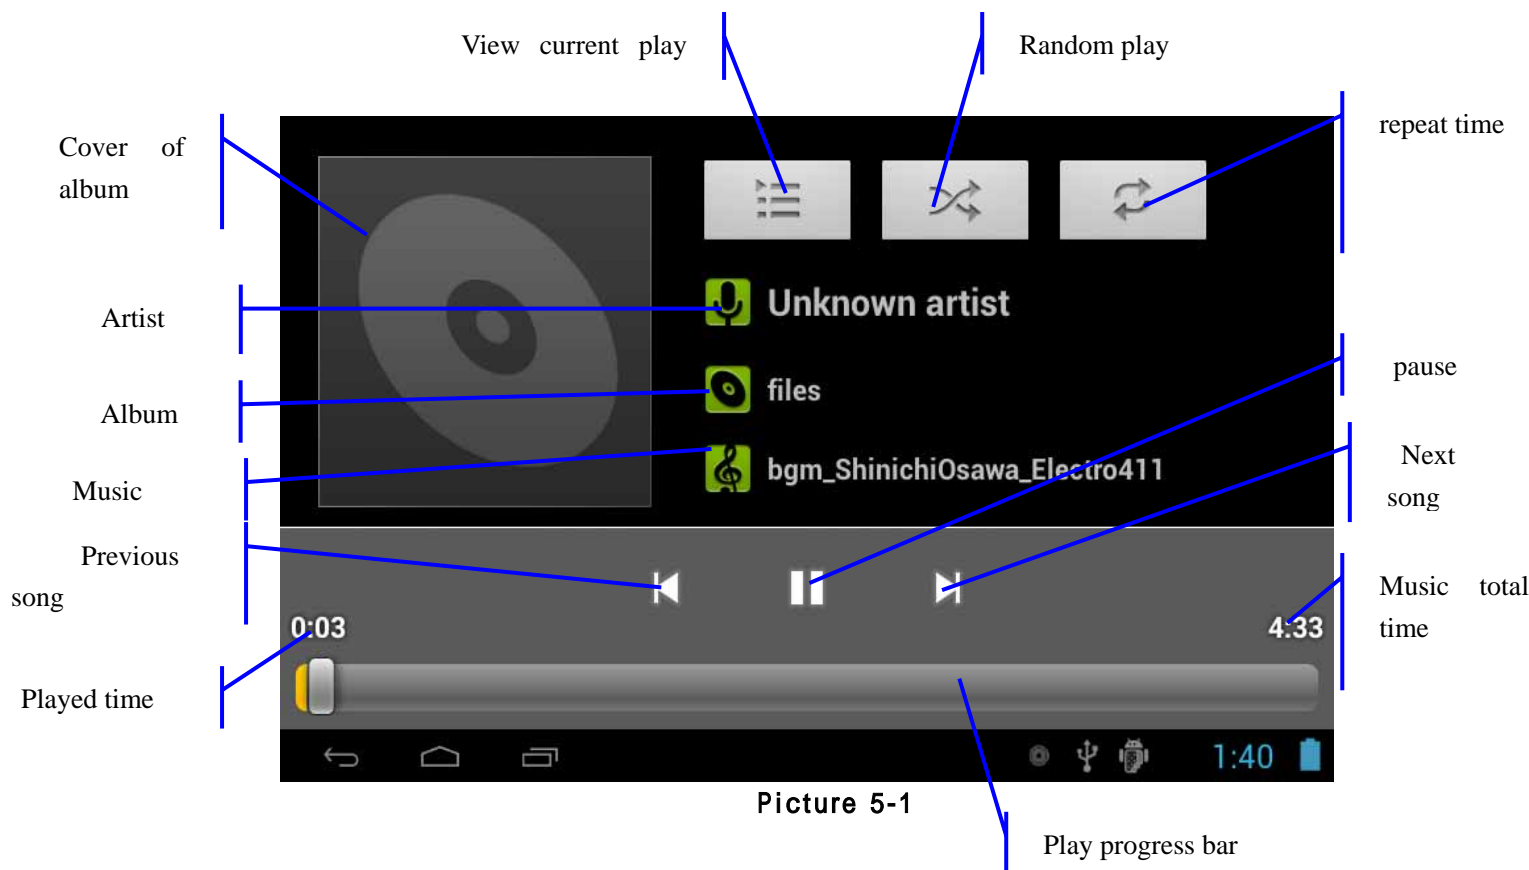 View current play
Random play
repeat time
Cover of
album
Unknown artist
Artist
pause
files
Album
Next
song
bgm_ShinichiOsawa_Electro411
Music
Previous
song
Music total
time
0:03
4:33
Played time
1:40
Picture 5-1
Play progress bar